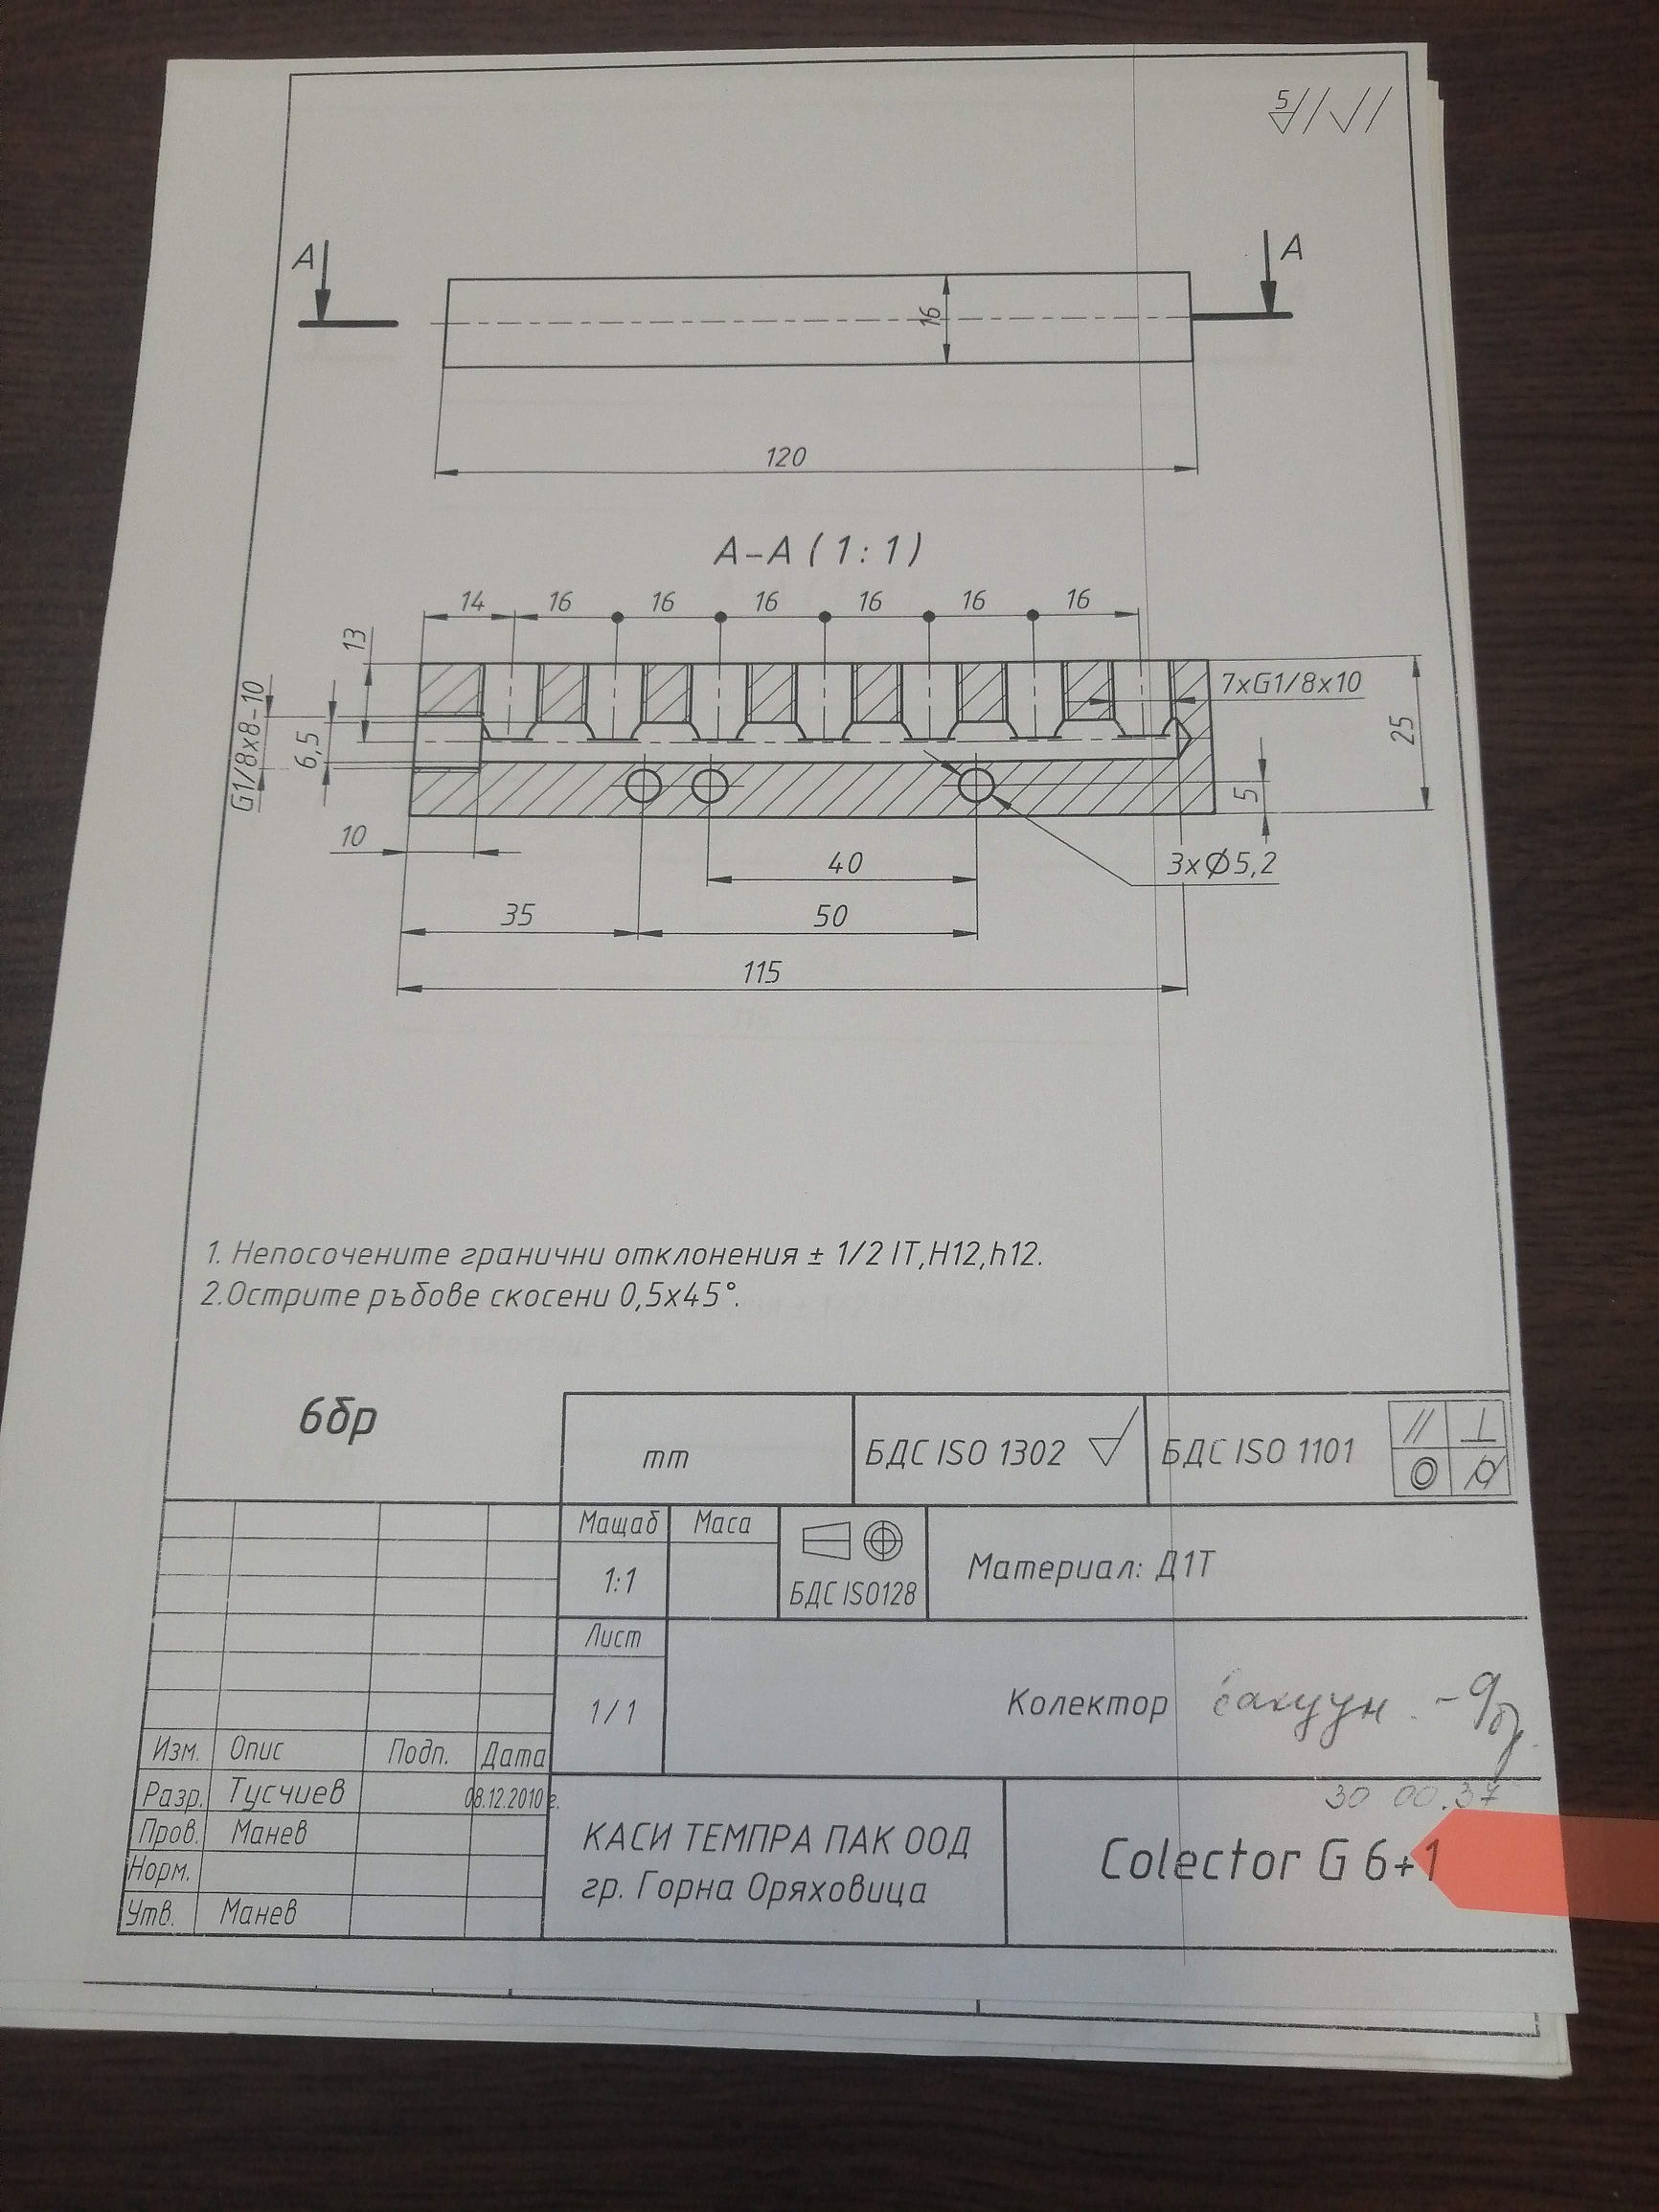 5
A
A
16
120
A-A (1:1)
14 16 16 16 16 16 16
13
7xG1/8x10
G1/8x8-10
6,5
25
5
10
40
3xØ5,2
35
50
115
1. Непосочените гранични отклонения ± 1/2 IT,H12,h12.
2.Острите ръбове скосени 0,5x45°.
6бр
mm
БДС ISO 1302
БДС ISO 1101
Мащаб
Маса
1:1
БДС ISO128
Материал: Д1Т
Лист
1/1
Колектор вакуум - 9бр.
Изм. Опис Подп. Дата
Разр. Тусчиев 08.12.2010 г.
Пров. Манев
Норм.
Утв. Манев
КАСИ ТЕМПРА ПАК ООД
гр. Горна Оряховица
30 00.37
Colector G 6+1